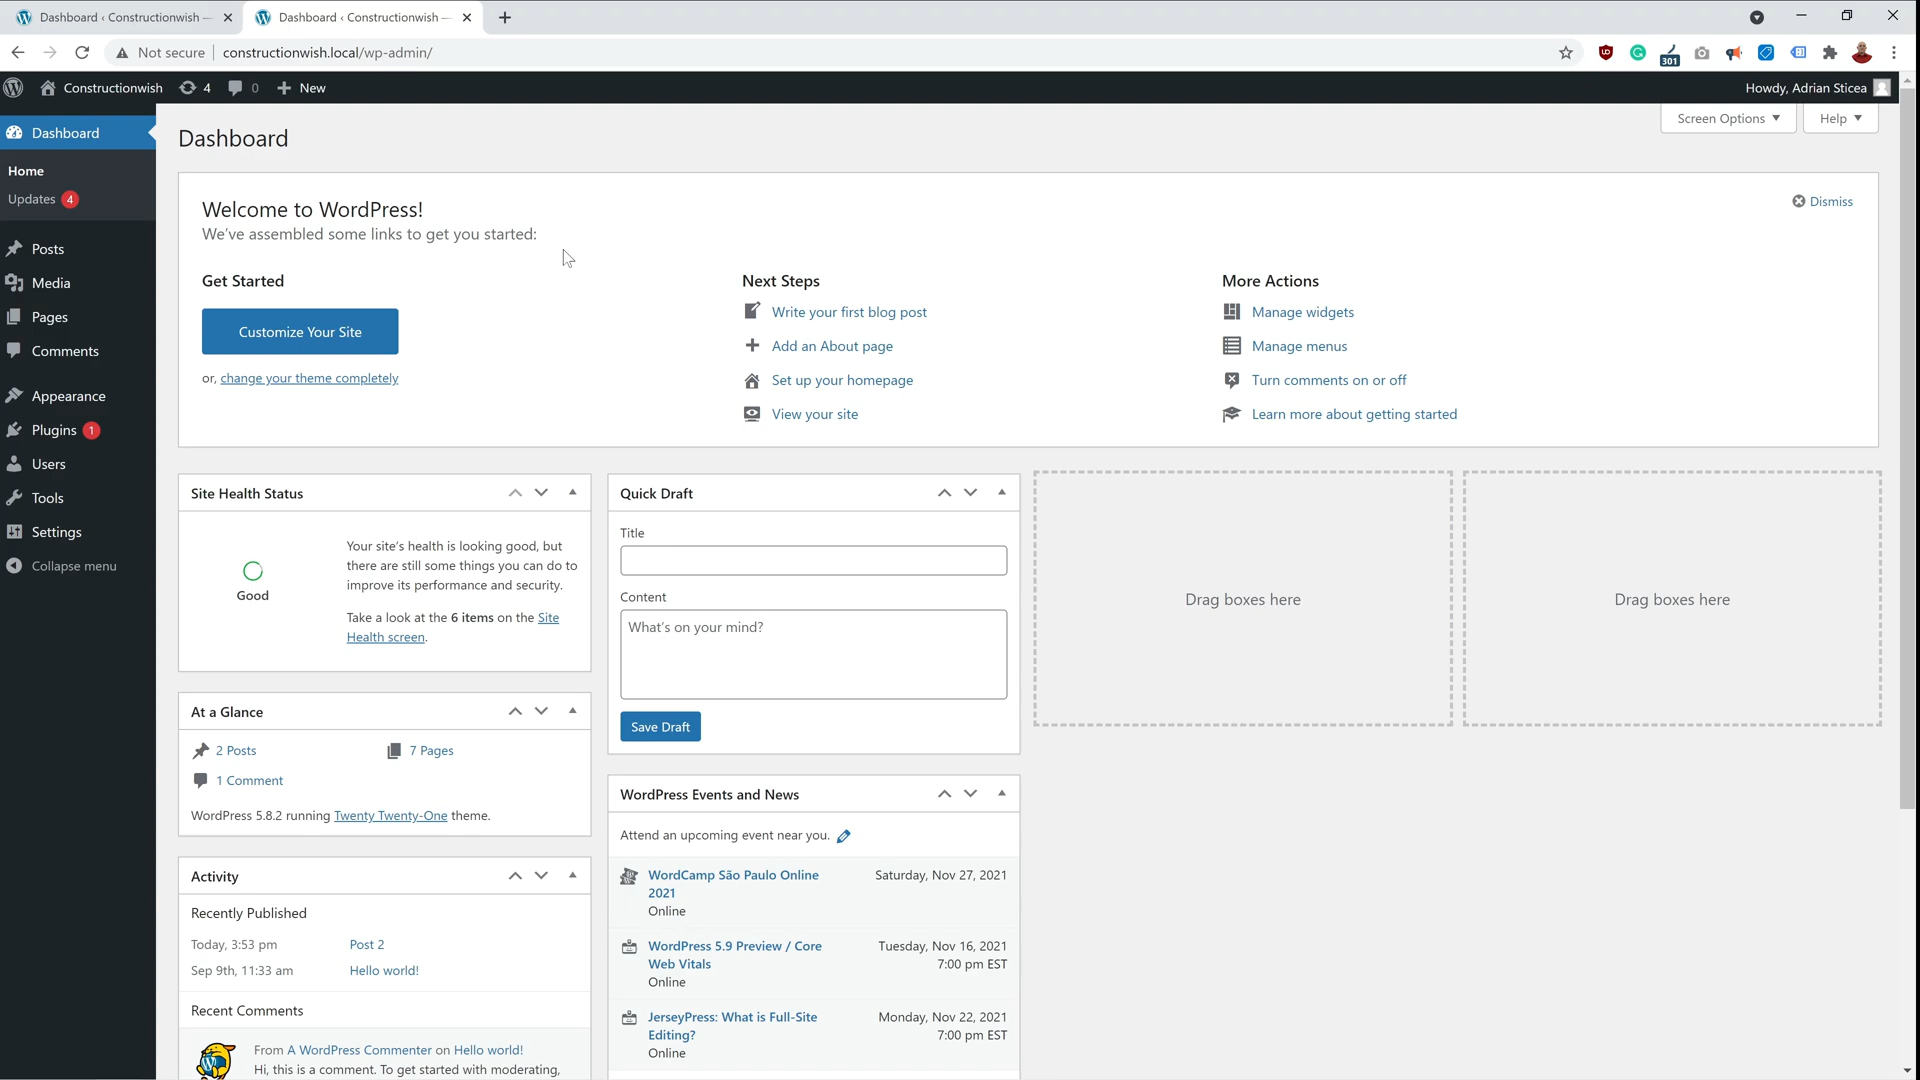 Dashboard ‹ Constructionwish —
Dashboard ‹ Constructionwish —
Not secure
constructionwish.local/wp-admin/
301
Constructionwish
4
0
New
Howdy, Adrian Sticea
Dashboard
Home
Updates 4
Posts
Media
Pages
Comments
Appearance
Plugins 1
Users
Tools
Settings
Collapse menu
Dashboard
Screen Options
Help
Welcome to WordPress!
We've assembled some links to get you started:
Dismiss
Get Started
Customize Your Site
or, change your theme completely
Next Steps
Write your first blog post
Add an About page
Set up your homepage
View your site
More Actions
Manage widgets
Manage menus
Turn comments on or off
Learn more about getting started
Site Health Status
Good
Your site's health is looking good, but
there are still some things you can do to
improve its performance and security.
Take a look at the 6 items on the Site
Health screen.
At a Glance
2 Posts
7 Pages
1 Comment
WordPress 5.8.2 running Twenty Twenty-One theme.
Activity
Recently Published
Today, 3:53 pm
Post 2
Sep 9th, 11:33 am
Hello world!
Recent Comments
From A WordPress Commenter on Hello world!
Hi, this is a comment. To get started with moderating,
Quick Draft
Title
Content
What's on your mind?
Save Draft
WordPress Events and News
Attend an upcoming event near you.
WordCamp São Paulo Online
2021
Online
Saturday, Nov 27, 2021
WordPress 5.9 Preview / Core
Web Vitals
Online
Tuesday, Nov 16, 2021
7:00 pm EST
JerseyPress: What is Full-Site
Editing?
Online
Monday, Nov 22, 2021
7:00 pm EST
Drag boxes here
Drag boxes here